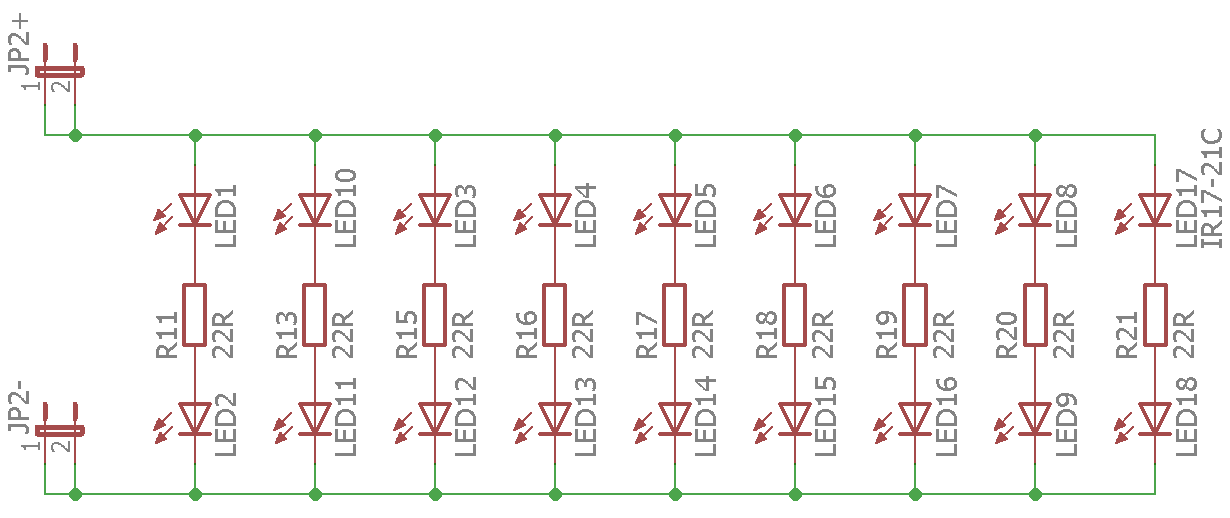 JP2+
1
2
LED1
LED10
LED3
LED4
LED5
LED6
LED7
LED8
LED17
IR17-21C
R11
22R
R13
22R
R15
22R
R16
22R
R17
22R
R18
22R
R19
22R
R20
22R
R21
22R
JP2-
1
2
LED2
LED11
LED12
LED13
LED14
LED15
LED16
LED9
LED18